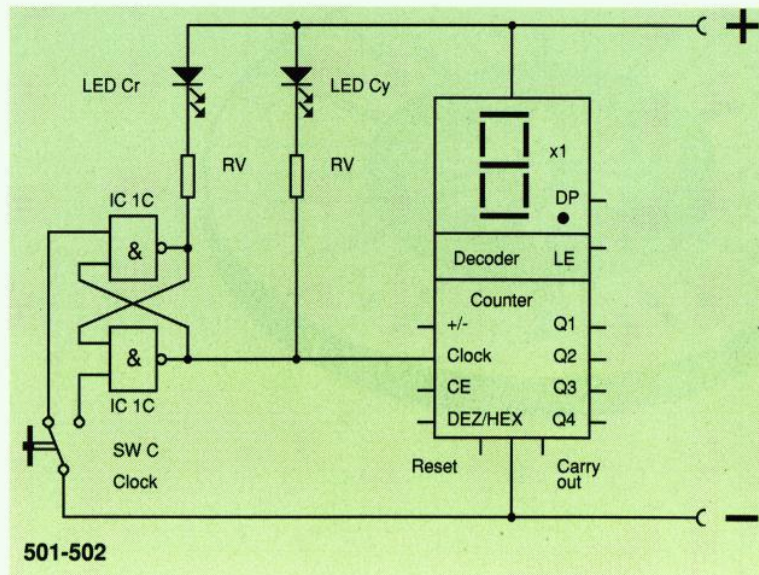 +
LED Cr
LED Cy
RV
RV
x1
DP
IC 1C
&
Decoder
LE
Counter
+/-
Q1
Clock
Q2
&
CE
Q3
IC 1C
DEZ/HEX
Q4
SW C
Clock
Reset
Carry
out
−
501-502